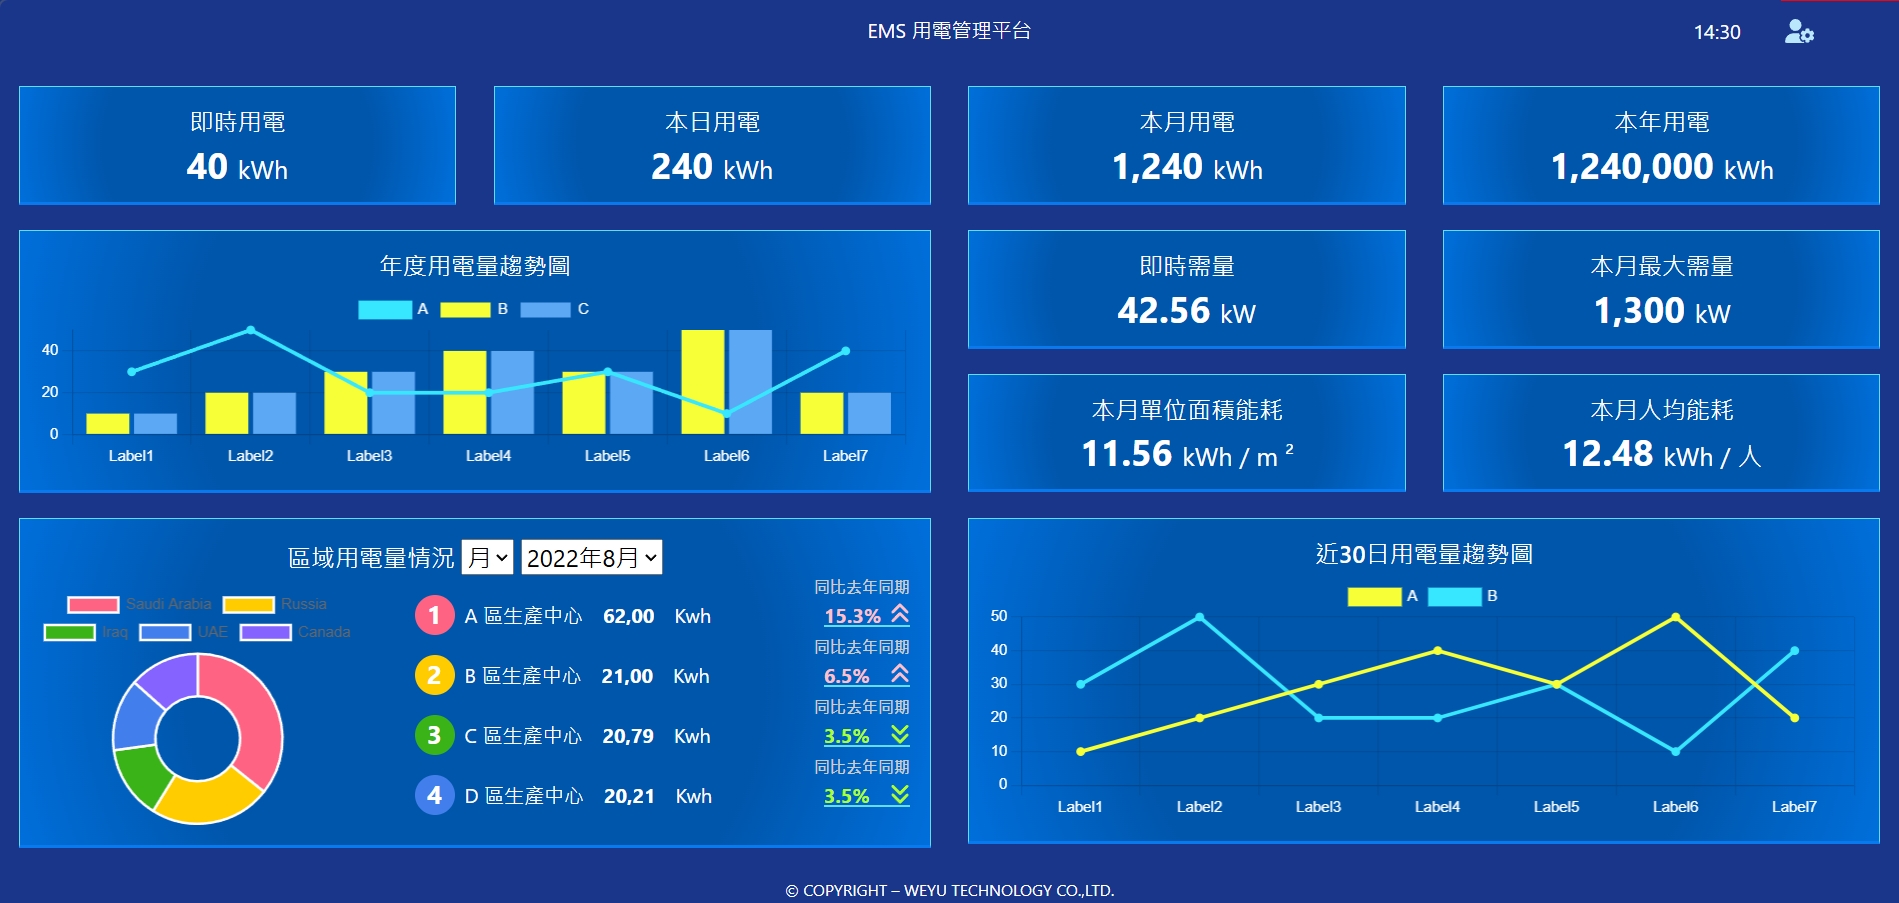 EMS 用電管理平台
14:30
即時用電
40 kWh
本日用電
240 kWh
本月用電
1,240 kWh
本年用電
1,240,000 kWh
年度用電量趨勢圖
A B C
40
20
0
Label1 Label2 Label3 Label4 Label5 Label6 Label7
即時需量
42.56 kW
本月最大需量
1,300 kW
本月單位面積能耗
11.56 kWh / m ²
本月人均能耗
12.48 kWh / 人
區域用電量情況 月 2022年8月
Saudi Arabia Russia
Iraq UAE Canada
同比去年同期
1 A 區生產中心 62,00 Kwh 15.3%
同比去年同期
2 B 區生產中心 21,00 Kwh 6.5%
同比去年同期
3 C 區生產中心 20,79 Kwh 3.5%
同比去年同期
4 D 區生產中心 20,21 Kwh 3.5%
近30日用電量趨勢圖
A B
50
40
30
20
10
0
Label1 Label2 Label3 Label4 Label5 Label6 Label7
© COPYRIGHT – WEYU TECHNOLOGY CO.,LTD.